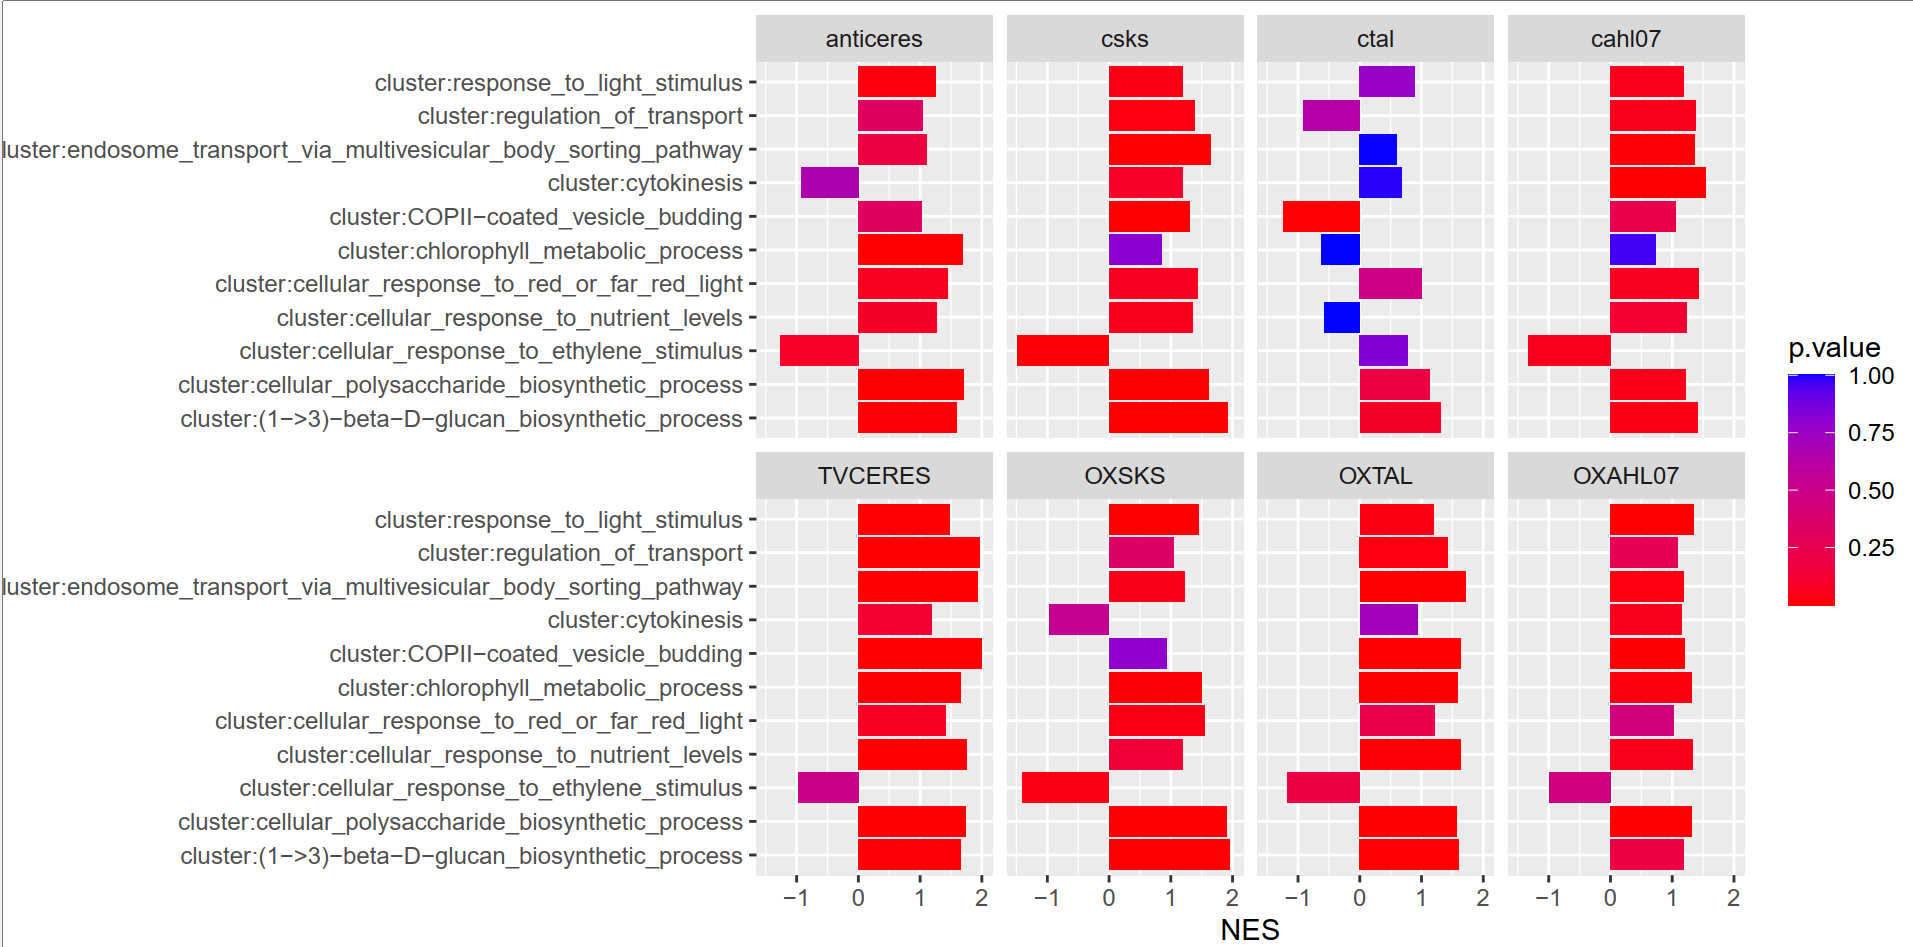 anticeres csks ctal cahl07
cluster:response_to_light_stimulus
cluster:regulation_of_transport
luster:endosome_transport_via_multivesicular_body_sorting_pathway
cluster:cytokinesis
cluster:COPII−coated_vesicle_budding
cluster:chlorophyll_metabolic_process
cluster:cellular_response_to_red_or_far_red_light
cluster:cellular_response_to_nutrient_levels
cluster:cellular_response_to_ethylene_stimulus
cluster:cellular_polysaccharide_biosynthetic_process
cluster:(1−>3)−beta−D−glucan_biosynthetic_process
TVCERES OXSKS OXTAL OXAHL07
cluster:response_to_light_stimulus
cluster:regulation_of_transport
luster:endosome_transport_via_multivesicular_body_sorting_pathway
cluster:cytokinesis
cluster:COPII−coated_vesicle_budding
cluster:chlorophyll_metabolic_process
cluster:cellular_response_to_red_or_far_red_light
cluster:cellular_response_to_nutrient_levels
cluster:cellular_response_to_ethylene_stimulus
cluster:cellular_polysaccharide_biosynthetic_process
cluster:(1−>3)−beta−D−glucan_biosynthetic_process
−1 0 1 2 −1 0 1 2 −1 0 1 2 −1 0 1 2
NES
p.value
1.00
0.75
0.50
0.25